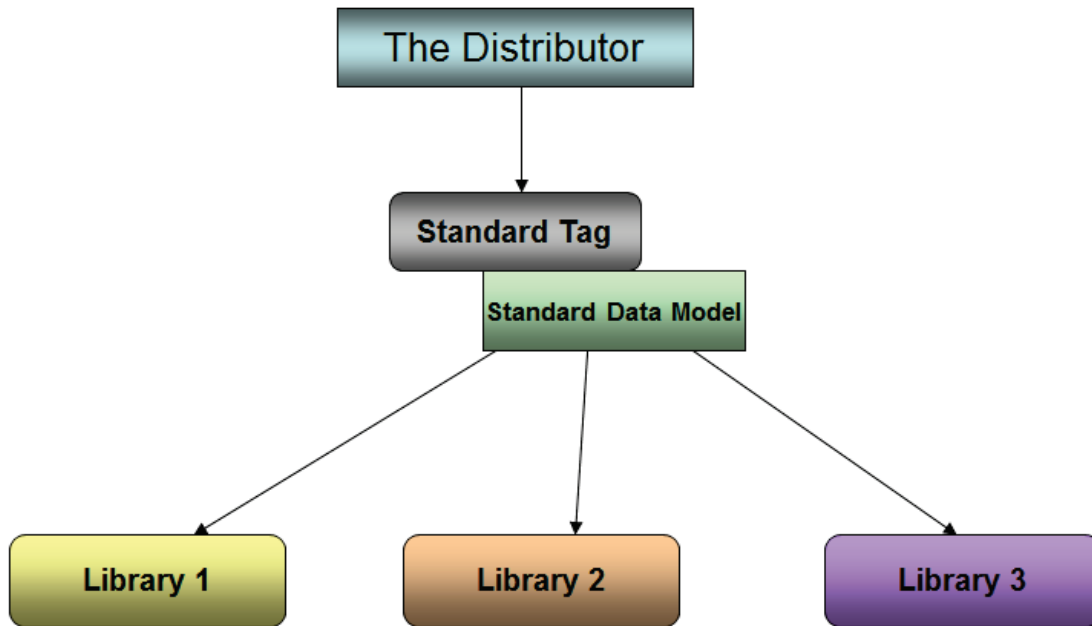 The Distributor
Standard Tag
Standard Data Model
Library 1
Library 2
Library 3